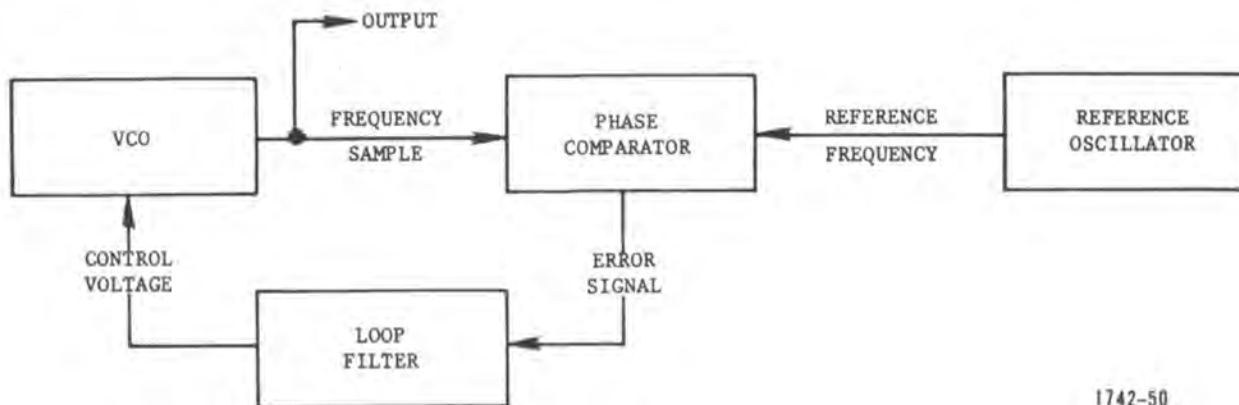 OUTPUT
VCO
FREQUENCY
SAMPLE
PHASE
COMPARATOR
REFERENCE
FREQUENCY
REFERENCE
OSCILLATOR
CONTROL
VOLTAGE
ERROR
SIGNAL
LOOP
FILTER
1742-50